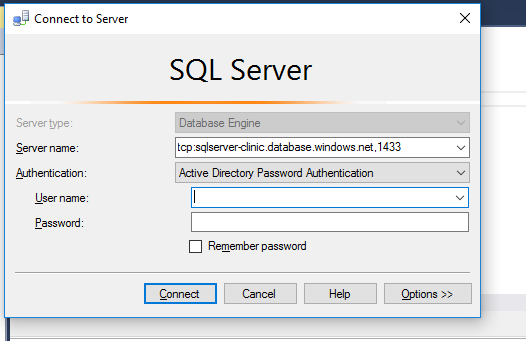 Connect to Server
SQL Server
Server type: Database Engine
Server name: tcp:sqlserver-clinic.database.windows.net,1433
Authentication: Active Directory Password Authentication
User name:
Password:
Remember password
Connect Cancel Help Options >>